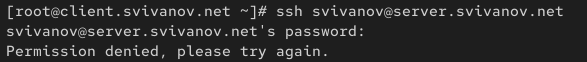 [root@client.svivanov.net ~]# ssh svivanov@server.svivanov.net
svivanov@server.svivanov.net's password:
Permission denied, please try again.